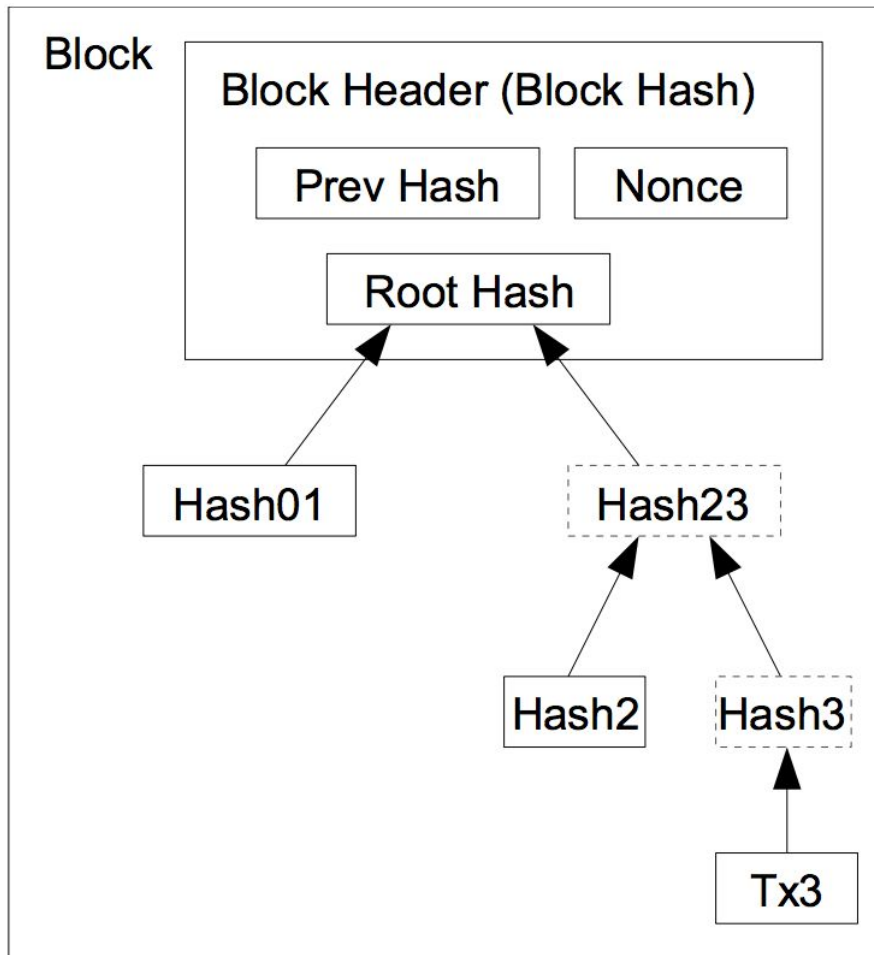 Block
Block Header (Block Hash)
Prev Hash
Nonce
Root Hash
Hash01
Hash23
Hash2
Hash3
Tx3